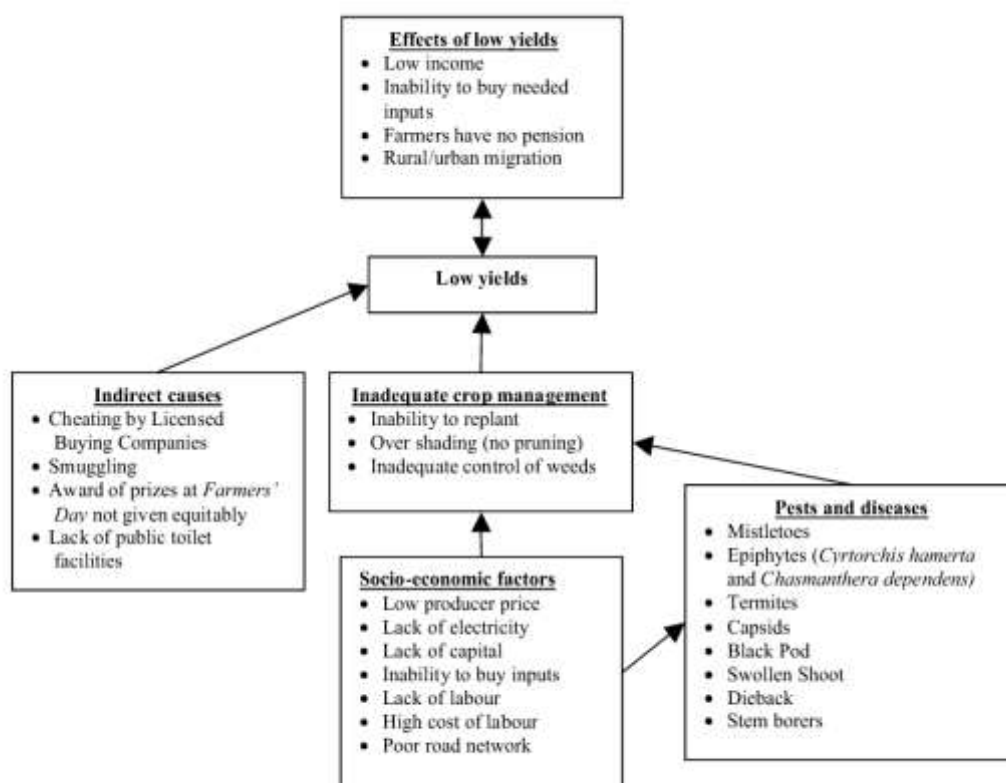 Effects of low yields
• Low income
• Inability to buy needed
inputs
• Farmers have no pension
• Rural/urban migration
Low yields
Indirect causes
• Cheating by Licensed
Buying Companies
• Smuggling
• Award of prizes at Farmers'
Day not given equitably
• Lack of public toilet
facilities
Inadequate crop management
• Inability to replant
• Over shading (no pruning)
• Inadequate control of weeds
Pests and diseases
• Mistletoes
• Epiphytes (Cyrtorchis hamerta
and Chasmanthera dependens)
• Termites
• Capsids
• Black Pod
• Swollen Shoot
• Dieback
• Stem borers
Socio-economic factors
• Low producer price
• Lack of electricity
• Lack of capital
• Inability to buy inputs
• Lack of labour
• High cost of labour
• Poor road network